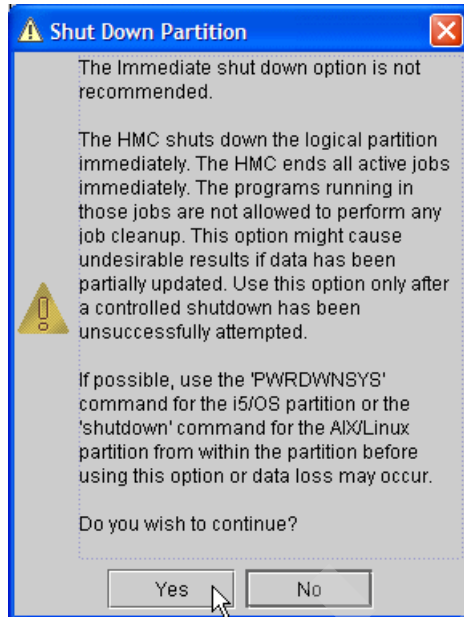 Shut Down Partition
The Immediate shut down option is not
recommended.
The HMC shuts down the logical partition
immediately. The HMC ends all active jobs
immediately. The programs running in
those jobs are not allowed to perform any
job cleanup. This option might cause
undesirable results if data has been
partially updated. Use this option only after
a controlled shutdown has been
unsuccessfully attempted.
If possible, use the 'PWRDWNSYS'
command for the i5/OS partition or the
'shutdown' command for the AIX/Linux
partition from within the partition before
using this option or data loss may occur.
Do you wish to continue?
Yes No